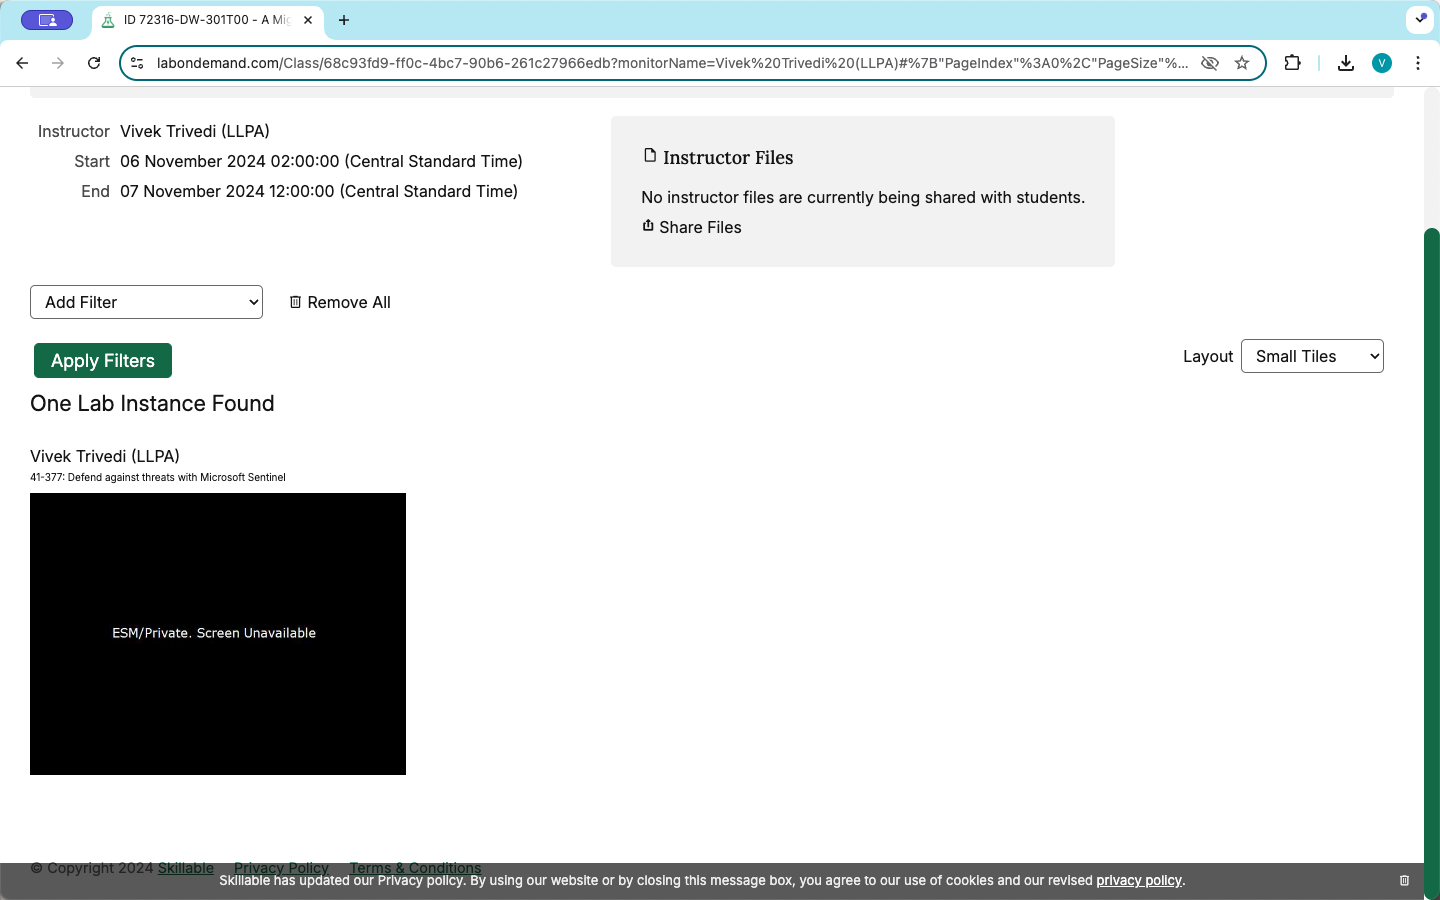 ID 72316-DW-301T00 - A Mig
labondemand.com/Class/68c93fd9-ff0c-4bc7-90b6-261c27966edb?monitorName=Vivek%20Trivedi%20(LLPA)#%7B"PageIndex"%3A0%2C"PageSize"%...
V
Instructor Vivek Trivedi (LLPA)
Start 06 November 2024 02:00:00 (Central Standard Time)
End 07 November 2024 12:00:00 (Central Standard Time)
Instructor Files
No instructor files are currently being shared with students.
Share Files
Add Filter
Remove All
Apply Filters
Layout Small Tiles
One Lab Instance Found
Vivek Trivedi (LLPA)
41-377: Defend against threats with Microsoft Sentinel
ESM/Private. Screen Unavailable
© Copyright 2024 Skillable Privacy Policy Terms & Conditions
Skillable has updated our Privacy policy. By using our website or by closing this message box, you agree to our use of cookies and our revised privacy policy.